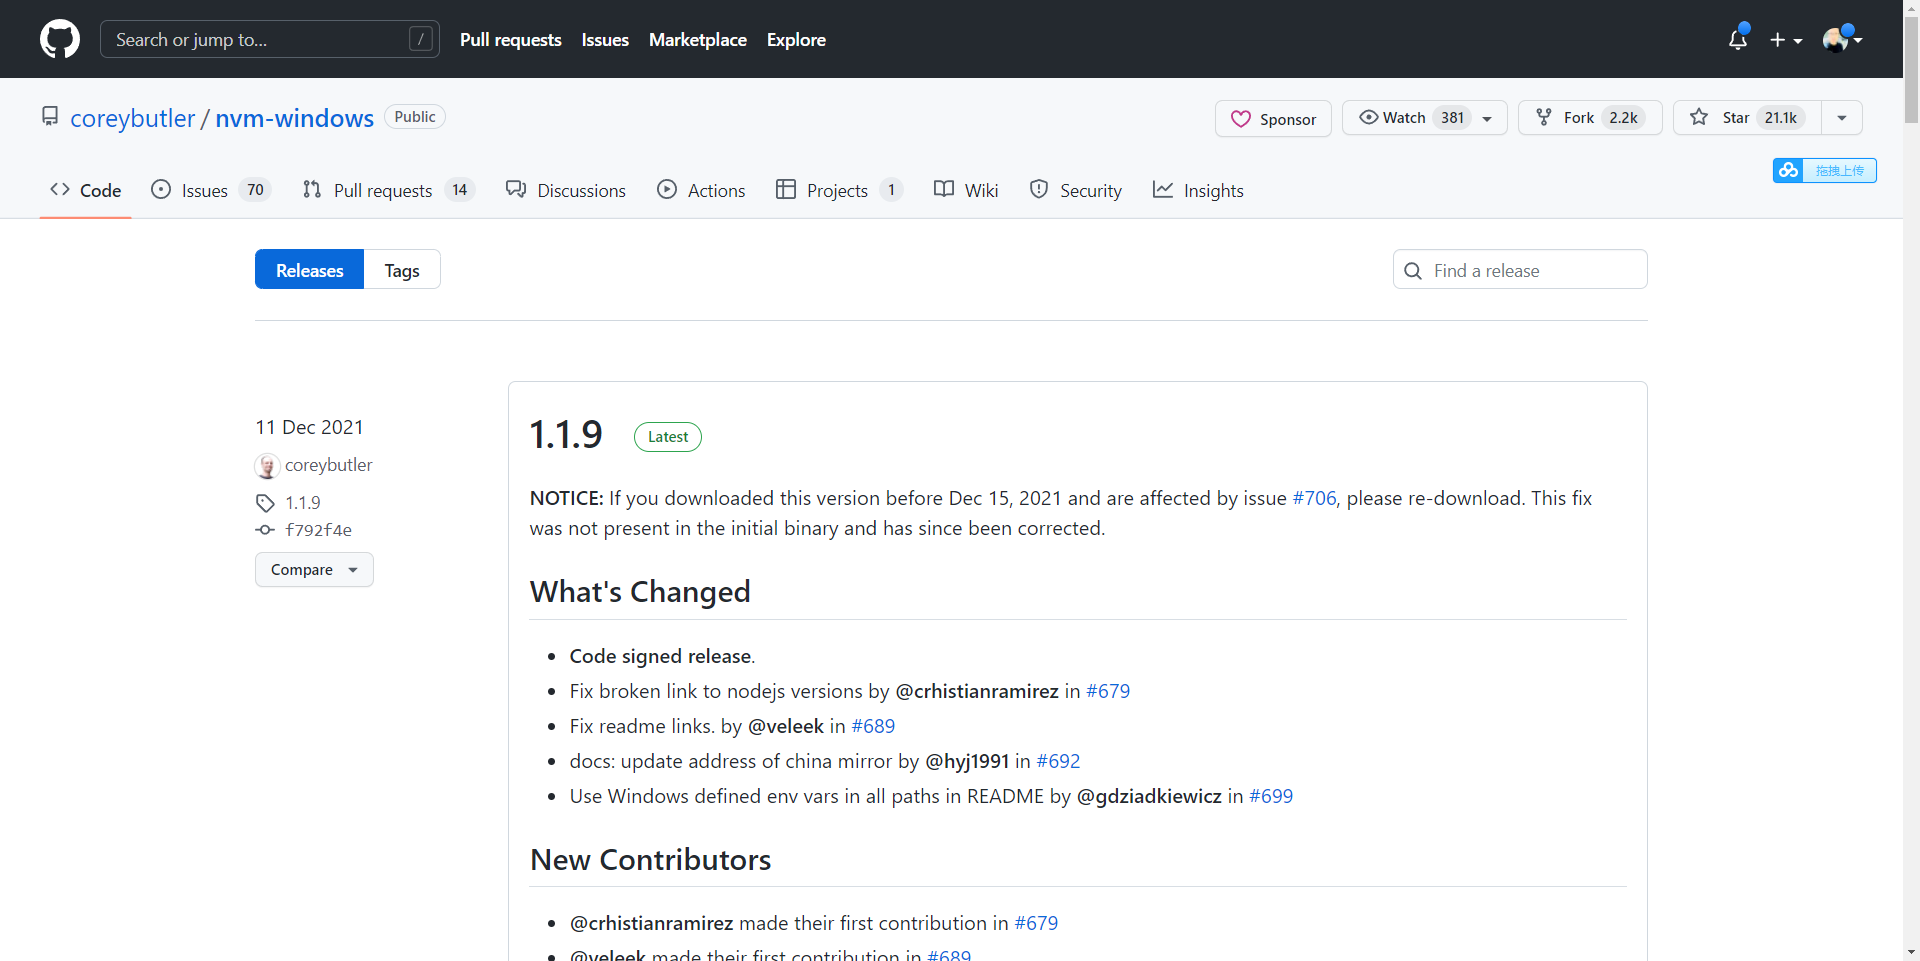 Search or jump to... /
Pull requests Issues Marketplace Explore
coreybutler / nvm-windows Public
Sponsor Watch 381 Fork 2.2k Star 21.1k
拖拽上传
Code Issues 70 Pull requests 14 Discussions Actions Projects 1 Wiki Security Insights
Releases Tags
Find a release
11 Dec 2021
coreybutler
1.1.9
f792f4e
Compare
1.1.9 Latest
NOTICE: If you downloaded this version before Dec 15, 2021 and are affected by issue #706, please re-download. This fix
was not present in the initial binary and has since been corrected.
What's Changed
Code signed release.
Fix broken link to nodejs versions by @crhistianramirez in #679
Fix readme links. by @veleek in #689
docs: update address of china mirror by @hyj1991 in #692
Use Windows defined env vars in all paths in README by @gdziadkiewicz in #699
New Contributors
@crhistianramirez made their first contribution in #679
@veleek made their first contribution in #689